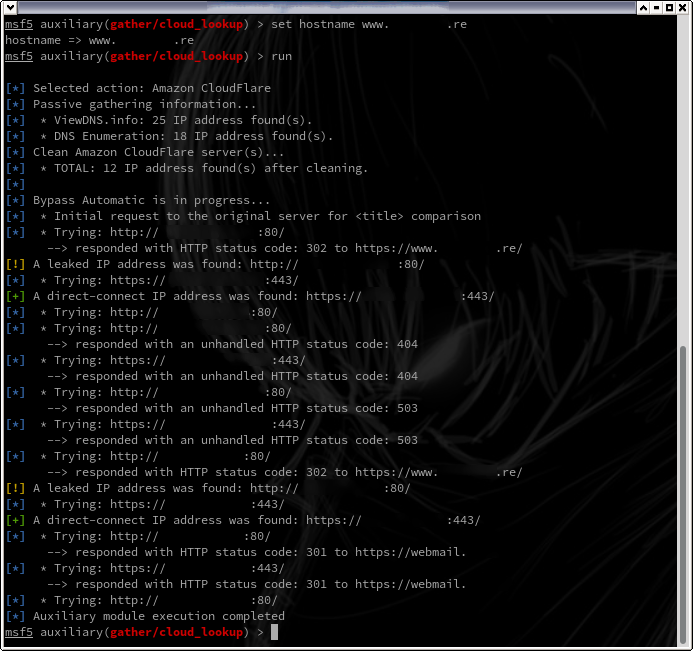 msf5 auxiliary(gather/cloud_lookup) > set hostname www. .re
hostname => www. .re
msf5 auxiliary(gather/cloud_lookup) > run
[*] Selected action: Amazon CloudFlare
[*] Passive gathering information...
[*]  * ViewDNS.info: 25 IP address found(s).
[*]  * DNS Enumeration: 18 IP address found(s).
[*] Clean Amazon CloudFlare server(s)...
[*]  * TOTAL: 12 IP address found(s) after cleaning.
[*]
[*] Bypass Automatic is in progress...
[*]  * Initial request to the original server for <title> comparison
[*]  * Trying: http:// :80/
--> responded with HTTP status code: 302 to https://www. .re/
[!] A leaked IP address was found: http:// :80/
[*]  * Trying: https:// :443/
[+] A direct-connect IP address was found: https:// :443/
[*]  * Trying: http:// :80/
[*]  * Trying: http:// :80/
--> responded with an unhandled HTTP status code: 404
[*]  * Trying: https:// :443/
--> responded with an unhandled HTTP status code: 404
[*]  * Trying: http:// :80/
--> responded with an unhandled HTTP status code: 503
[*]  * Trying: https:// :443/
--> responded with an unhandled HTTP status code: 503
[*]  * Trying: http:// :80/
--> responded with HTTP status code: 302 to https://www. .re/
[!] A leaked IP address was found: http:// :80/
[*]  * Trying: https:// :443/
[+] A direct-connect IP address was found: https:// :443/
[*]  * Trying: http:// :80/
--> responded with HTTP status code: 301 to https://webmail.
[*]  * Trying: https:// :443/
--> responded with HTTP status code: 301 to https://webmail.
[*]  * Trying: http:// :80/
[*] Auxiliary module execution completed
msf5 auxiliary(gather/cloud_lookup) >